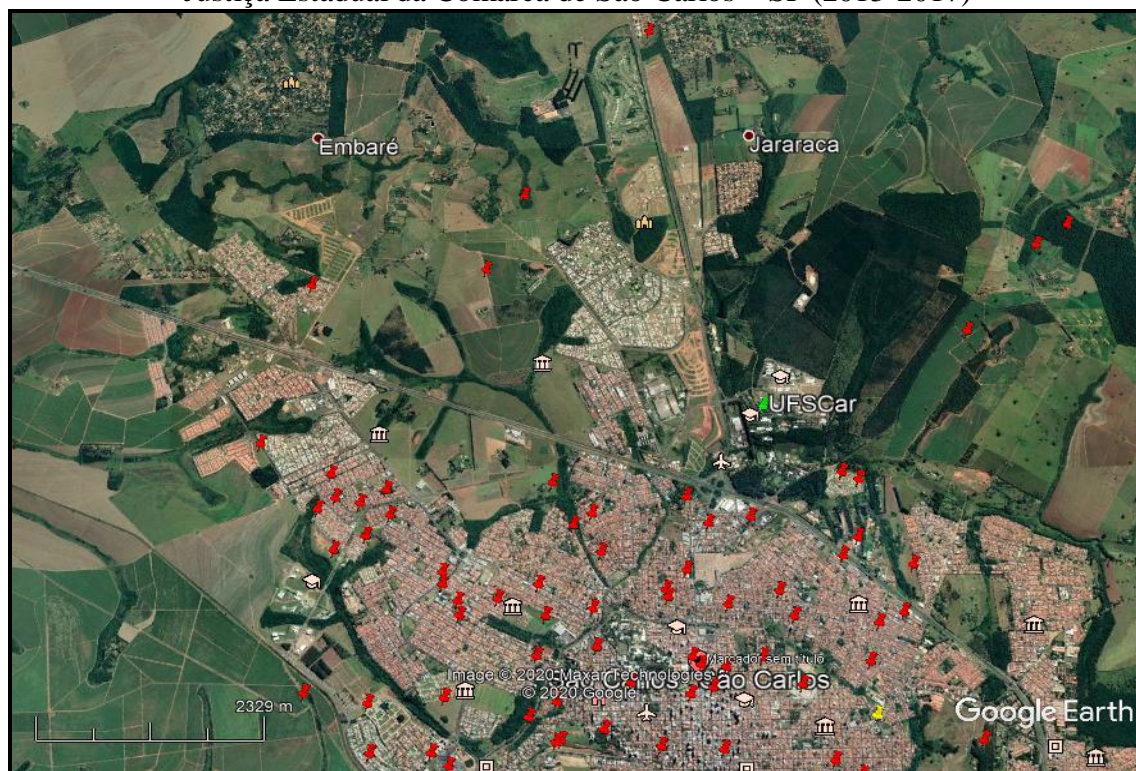 Justiça Estadual da Comarca de São Carlos – SP (2015-2017)
Embaré
Jararaca
UFSCar
Marcador sem título
Image © 2020 Maxar Technologies
São Carlos
© 2020 Google
2329 m
Google Earth